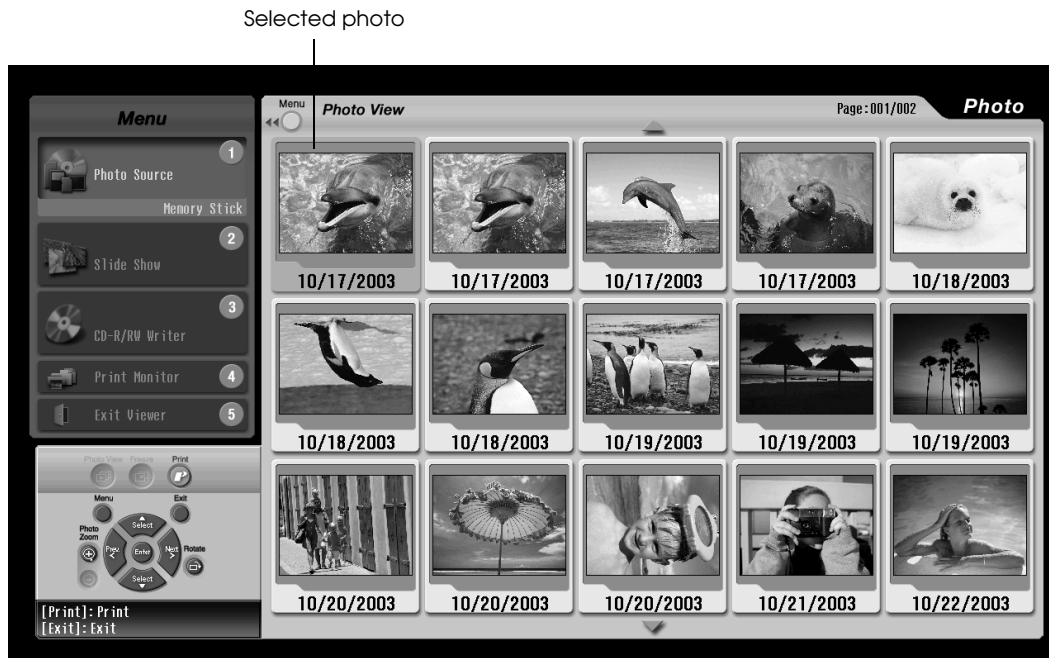 Selected photo
Menu
Photo Source
1
Memory Stick
Slide Show
2
CD-R/RW Writer
3
Print Monitor
4
Exit Viewer
5
Photo View Freeze Print
Menu Exit
Photo Zoom
Select
Prev Enter Next
Rotate
Select
[Print]: Print
[Exit]: Exit
Menu
Photo View
Page:001/002
Photo
10/17/2003 10/17/2003 10/17/2003 10/17/2003 10/18/2003
10/18/2003 10/18/2003 10/19/2003 10/19/2003 10/19/2003
10/20/2003 10/20/2003 10/20/2003 10/21/2003 10/22/2003